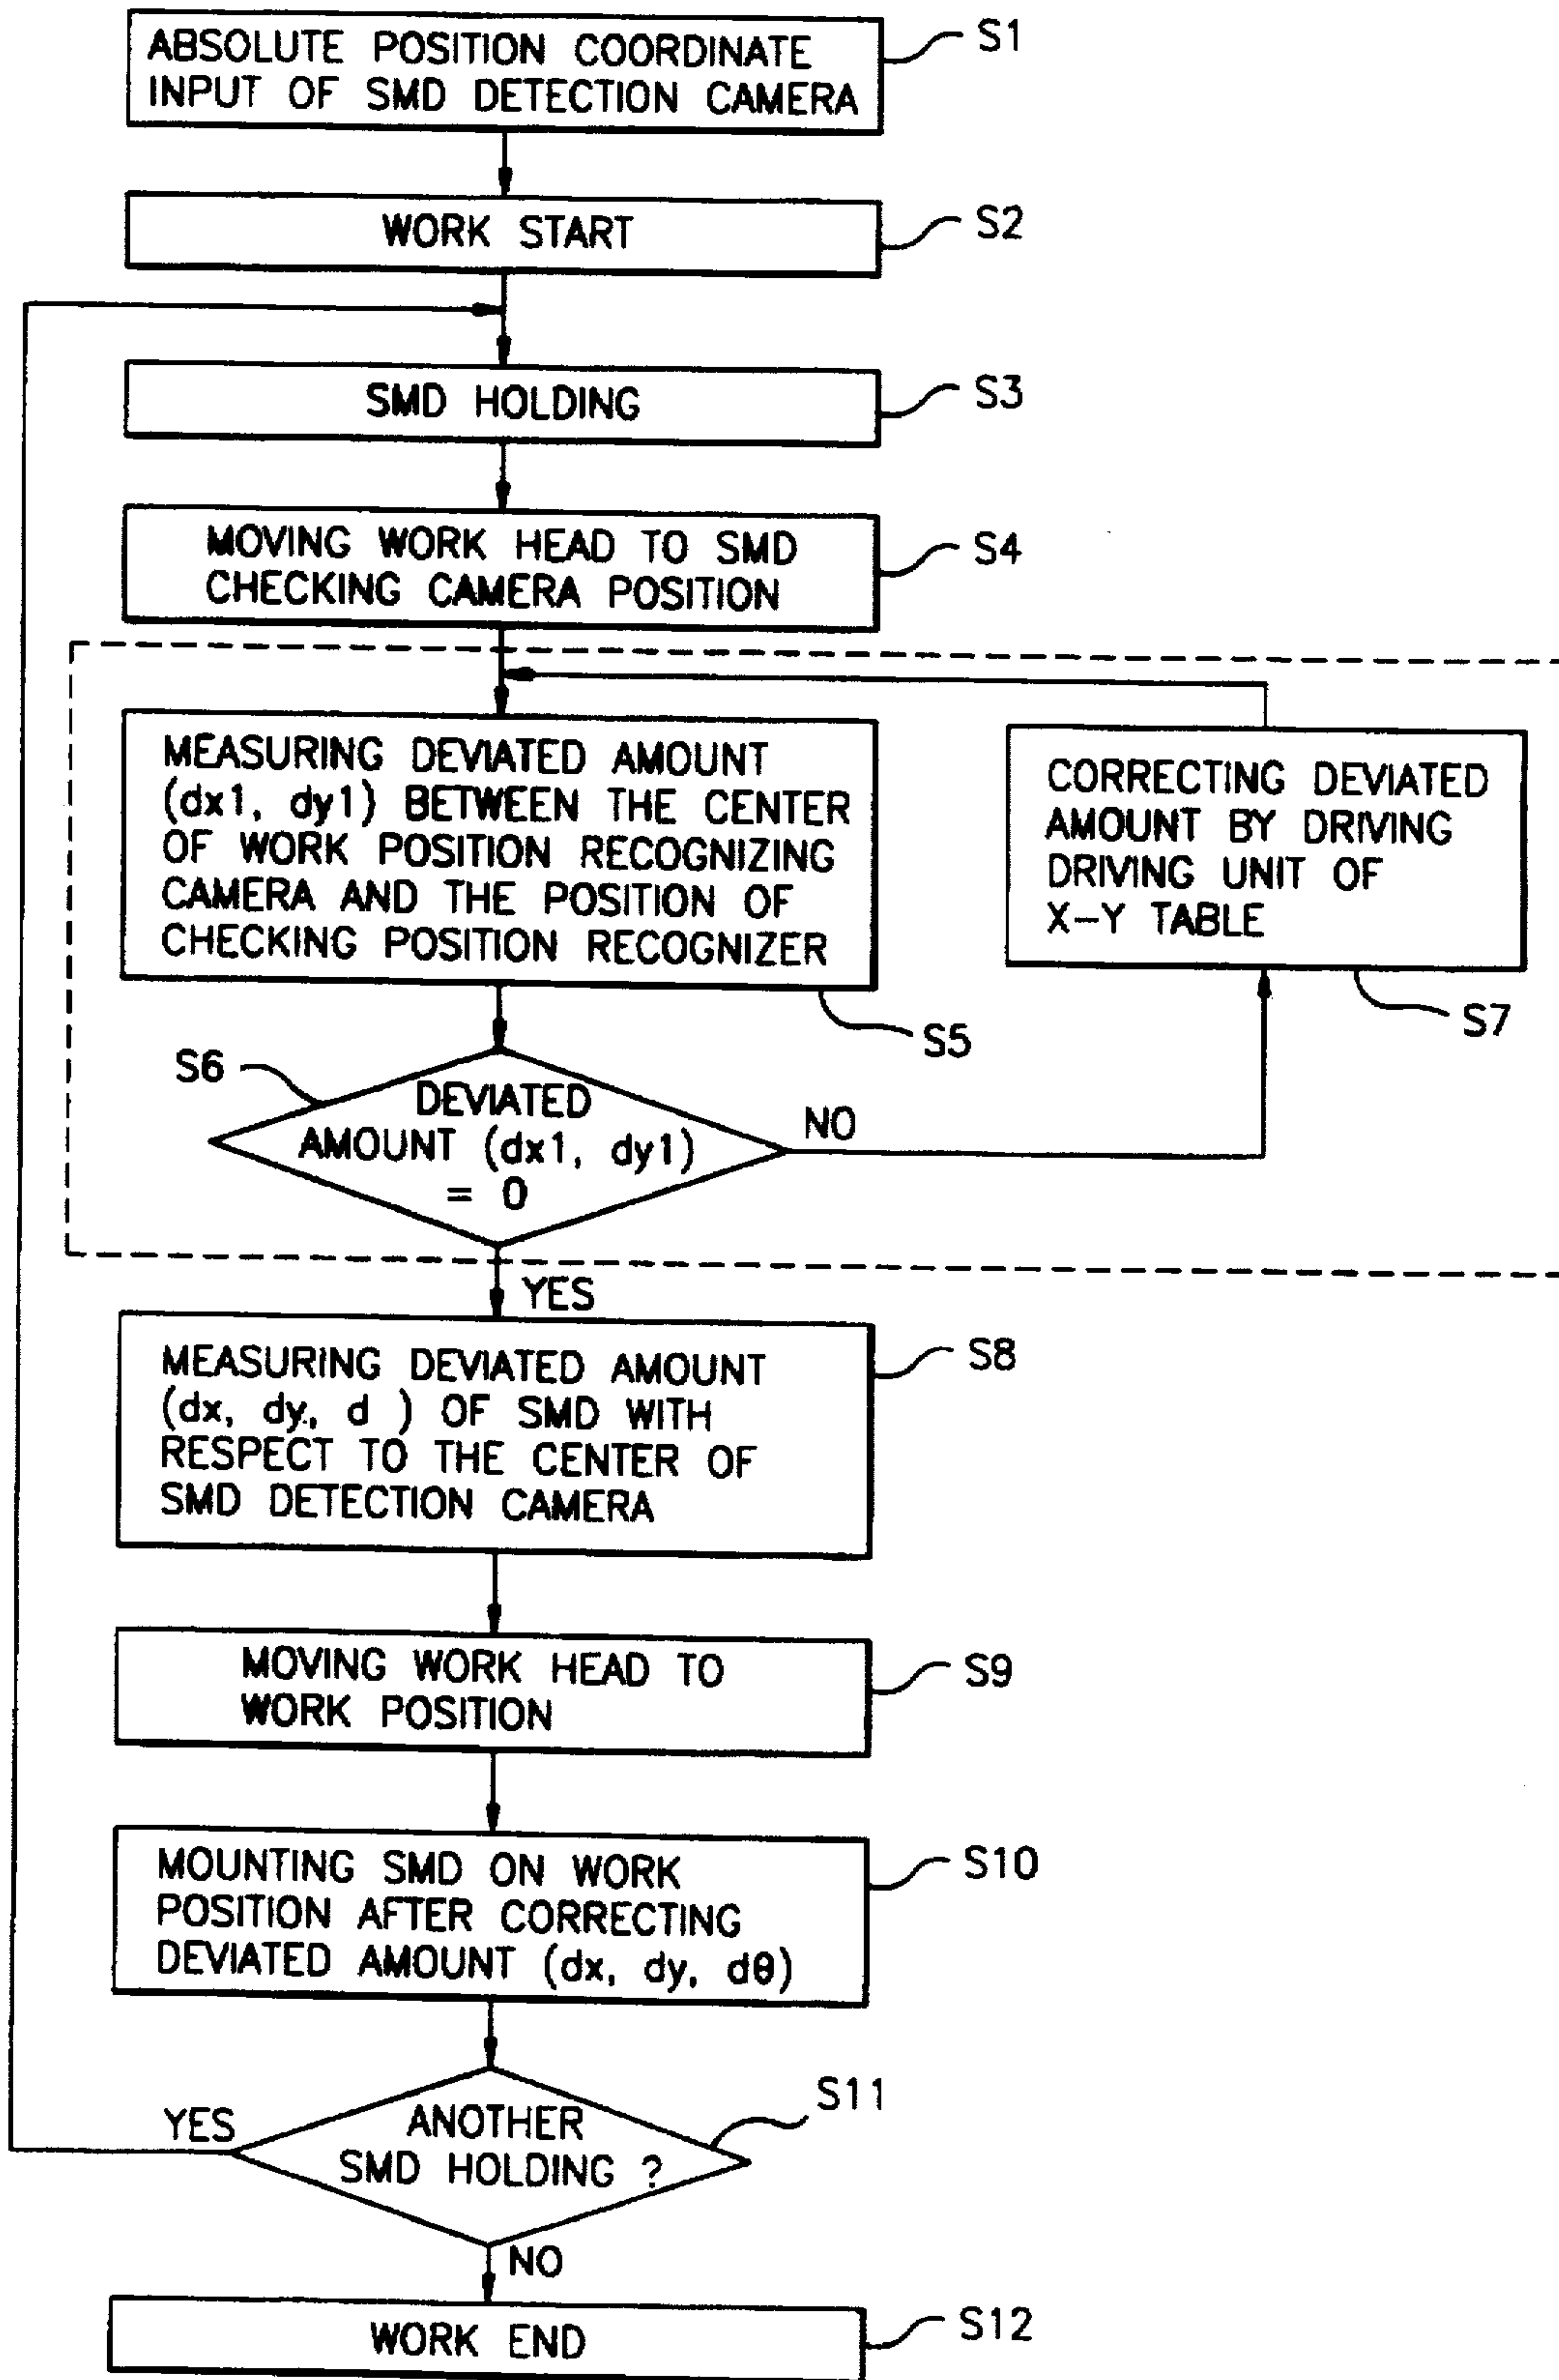 ABSOLUTE POSITION COORDINATE
INPUT OF SMD DETECTION CAMERA
S1
WORK START
S2
SMD HOLDING
S3
MOVING WORK HEAD TO SMD
CHECKING CAMERA POSITION
S4
MEASURING DEVIATED AMOUNT
(dx1, dy1) BETWEEN THE CENTER
OF WORK POSITION RECOGNIZING
CAMERA AND THE POSITION OF
CHECKING POSITION RECOGNIZER
S5
CORRECTING DEVIATED
AMOUNT BY DRIVING
DRIVING UNIT OF
X-Y TABLE
S7
S6
DEVIATED
AMOUNT (dx1, dy1)
= 0
NO
YES
MEASURING DEVIATED AMOUNT
(dx, dy, d ) OF SMD WITH
RESPECT TO THE CENTER OF
SMD DETECTION CAMERA
S8
MOVING WORK HEAD TO
WORK POSITION
S9
MOUNTING SMD ON WORK
POSITION AFTER CORRECTING
DEVIATED AMOUNT (dx, dy, dθ)
S10
YES
ANOTHER
SMD HOLDING ?
S11
NO
WORK END
S12